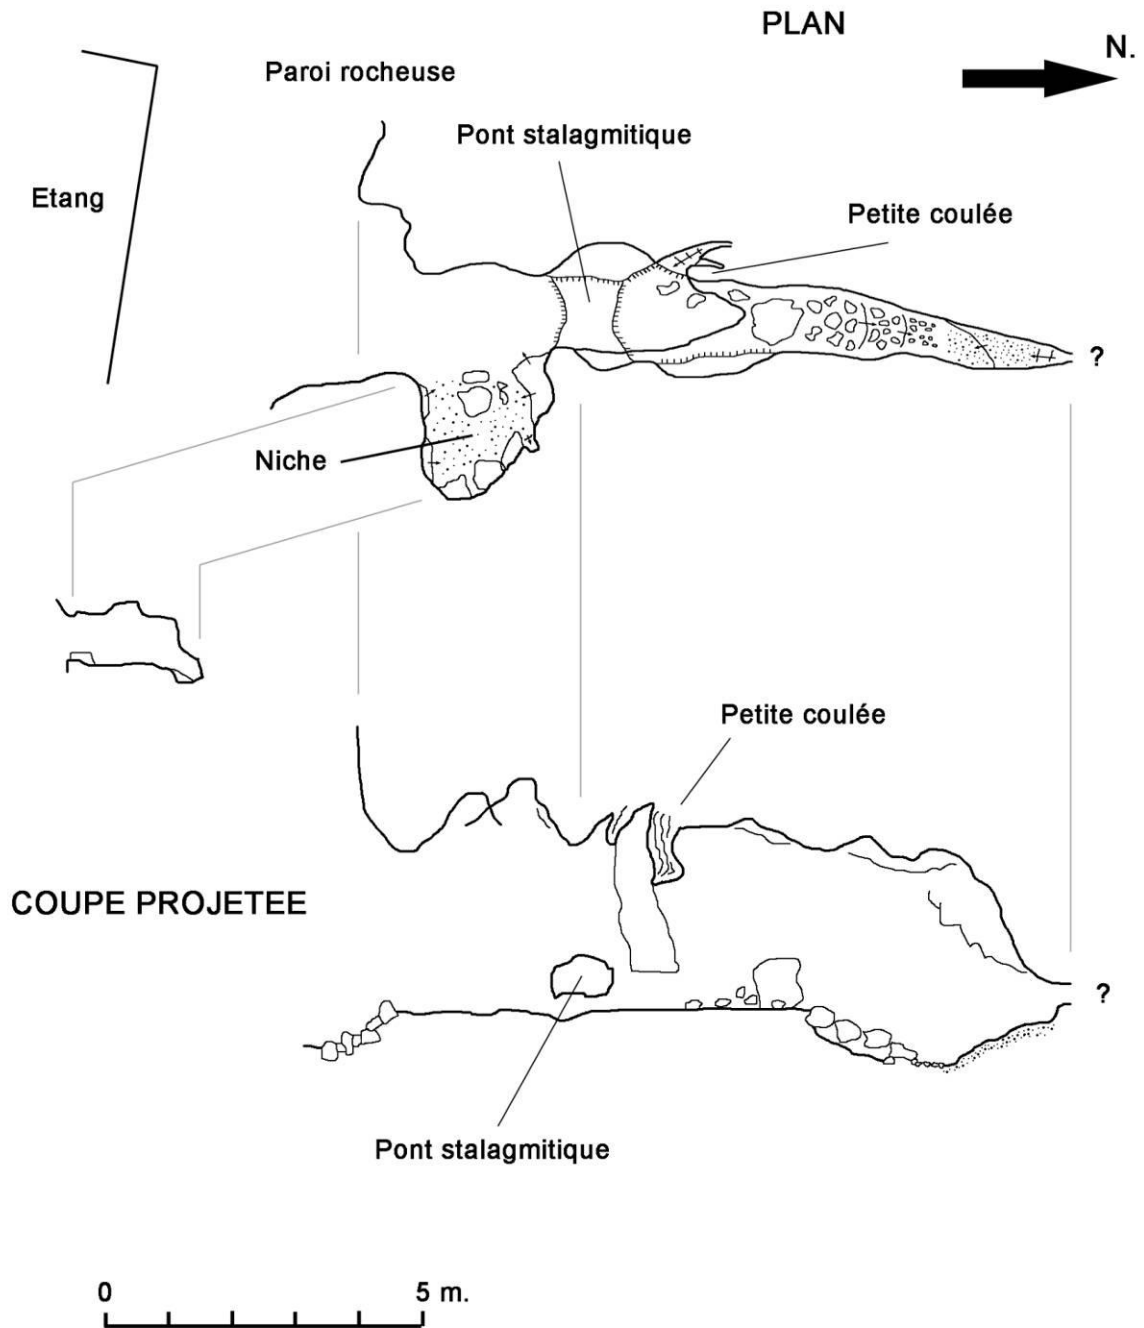 PLAN
N.
Paroi rocheuse
Pont stalagmitique
Etang
Petite coulée
?
Niche
Petite coulée
COUPE PROJETEE
?
Pont stalagmitique
0 5 m.